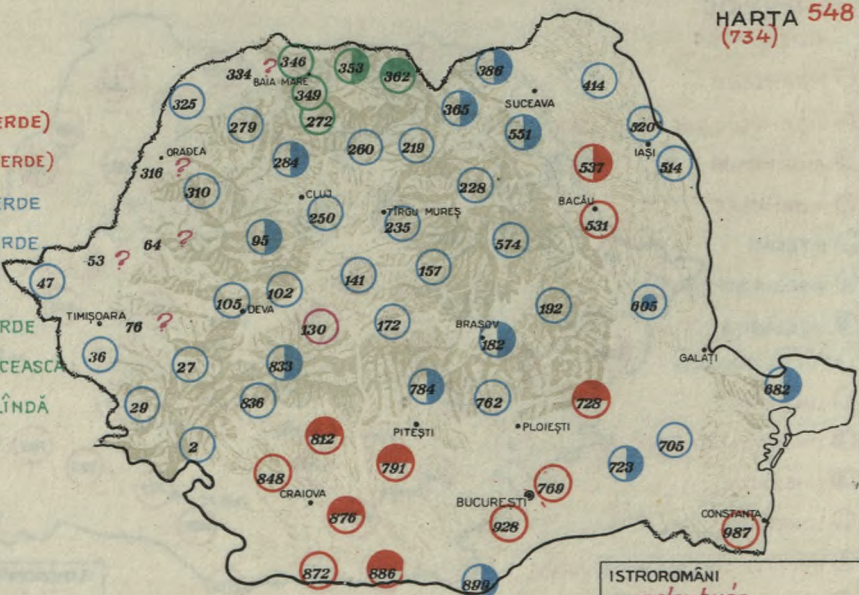 HARTA 548
(734)
ERDE)
ERDE)
ERDE
ERDE
ERDE
CEASCĂ
LÎNDĂ
334 ? 346 353 362 386 414
BAIA MARE
325 349 272 365 SUCEAVA
279 551 520
ORADEA 284 260 219 IAȘI
316 ? 537 514
310 228
CLUJ 250 TÎRGU MUREȘ 235 BACĂU 531
64 ? 95 574
53 ? 141 157
47 105 102 DEVA 192 605
TIMIȘOARA 76 ? 130 172 BRAȘOV 182
36 27 833 GALAȚI
29 836 784 762 728 682
2 812 PITEȘTI PLOIEȘTI 705
791 723
848 769
CRAIOVA 876 BUCUREȘTI 928 CONSTANȚA 987
872 886 899
ISTROROMÂNI